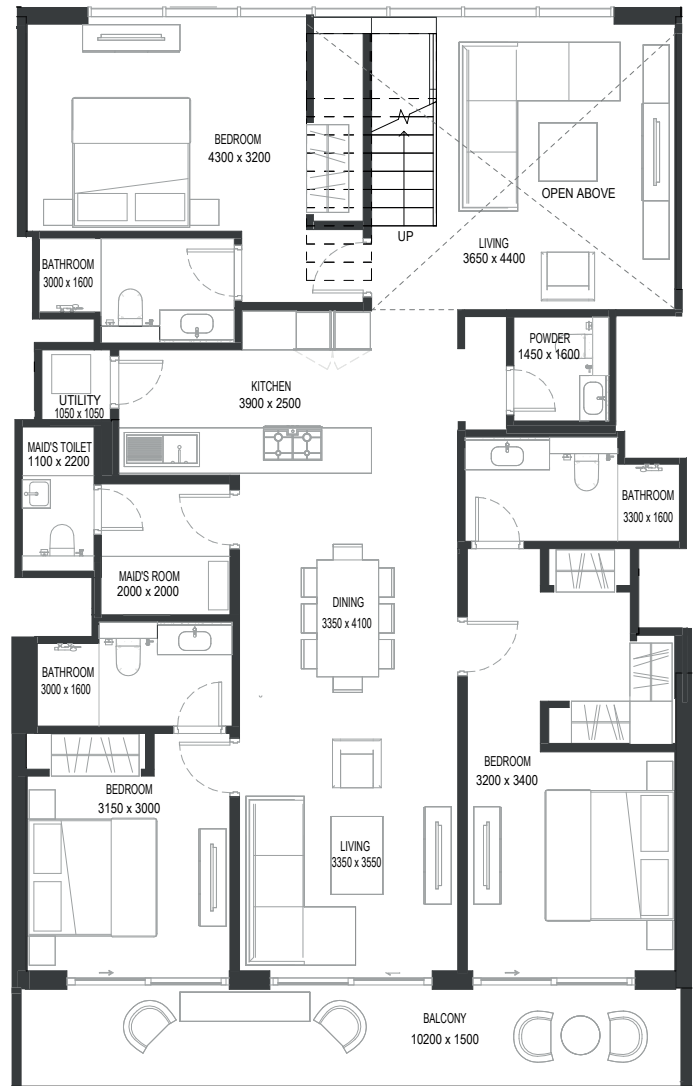 BEDROOM
4300 x 3200
OPEN ABOVE
UP
LIVING
3650 x 4400
BATHROOM
3000 x 1600
POWDER
1450 x 1600
KITCHEN
3900 x 2500
UTILITY
1050 x 1050
MAID'S TOILET
1100 x 2200
BATHROOM
3300 x 1600
MAID'S ROOM
2000 x 2000
DINING
3350 x 4100
BATHROOM
3000 x 1600
BEDROOM
3200 x 3400
BEDROOM
3150 x 3000
LIVING
3350 x 3550
BALCONY
10200 x 1500